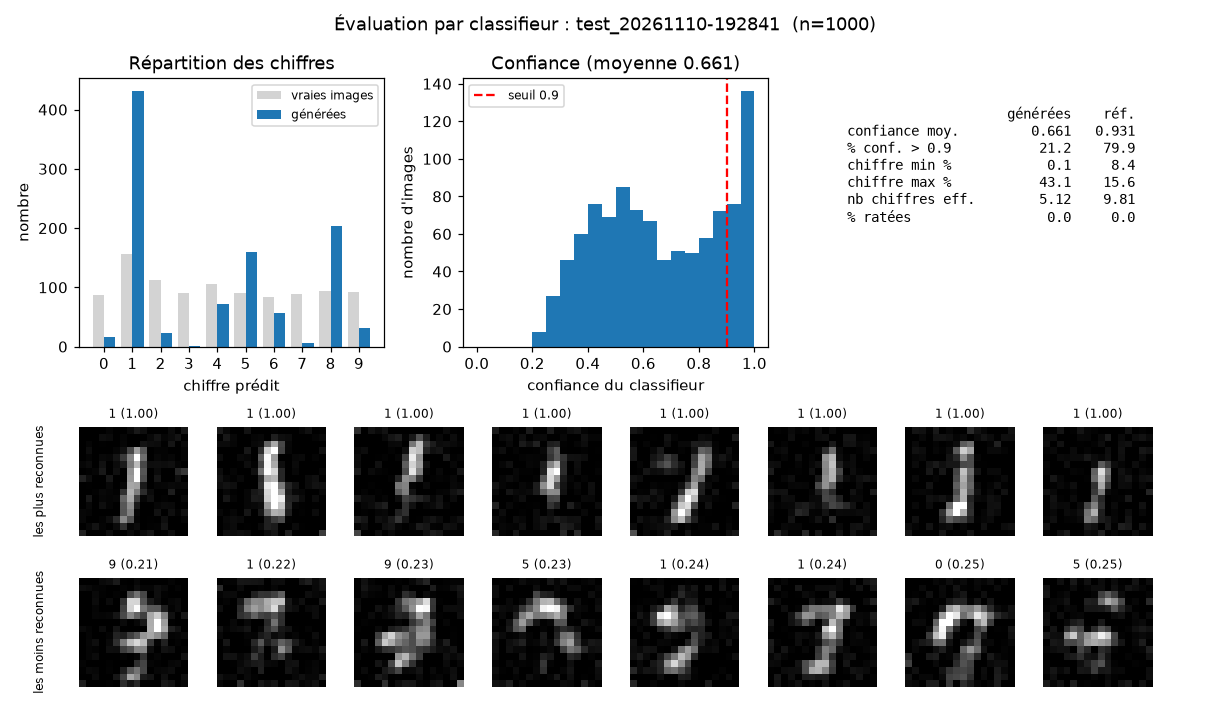 Évaluation par classifieur : test_20261110-192841 (n=1000)
Répartition des chiffres
nombre
400
300
200
100
0
vraies images
générées
0 1 2 3 4 5 6 7 8 9
chiffre prédit
Confiance (moyenne 0.661)
nombre d'images
140
120
100
80
60
40
20
0
seuil 0.9
0.0 0.2 0.4 0.6 0.8 1.0
confiance du classifieur
générées réf.
confiance moy. 0.661 0.931
% conf. > 0.9 21.2 79.9
chiffre min % 0.1 8.4
chiffre max % 43.1 15.6
nb chiffres eff. 5.12 9.81
% ratées 0.0 0.0
les plus reconnues
1 (1.00) 1 (1.00) 1 (1.00) 1 (1.00) 1 (1.00) 1 (1.00) 1 (1.00) 1 (1.00)
les moins reconnues
9 (0.21) 1 (0.22) 9 (0.23) 5 (0.23) 1 (0.24) 1 (0.24) 0 (0.25) 5 (0.25)